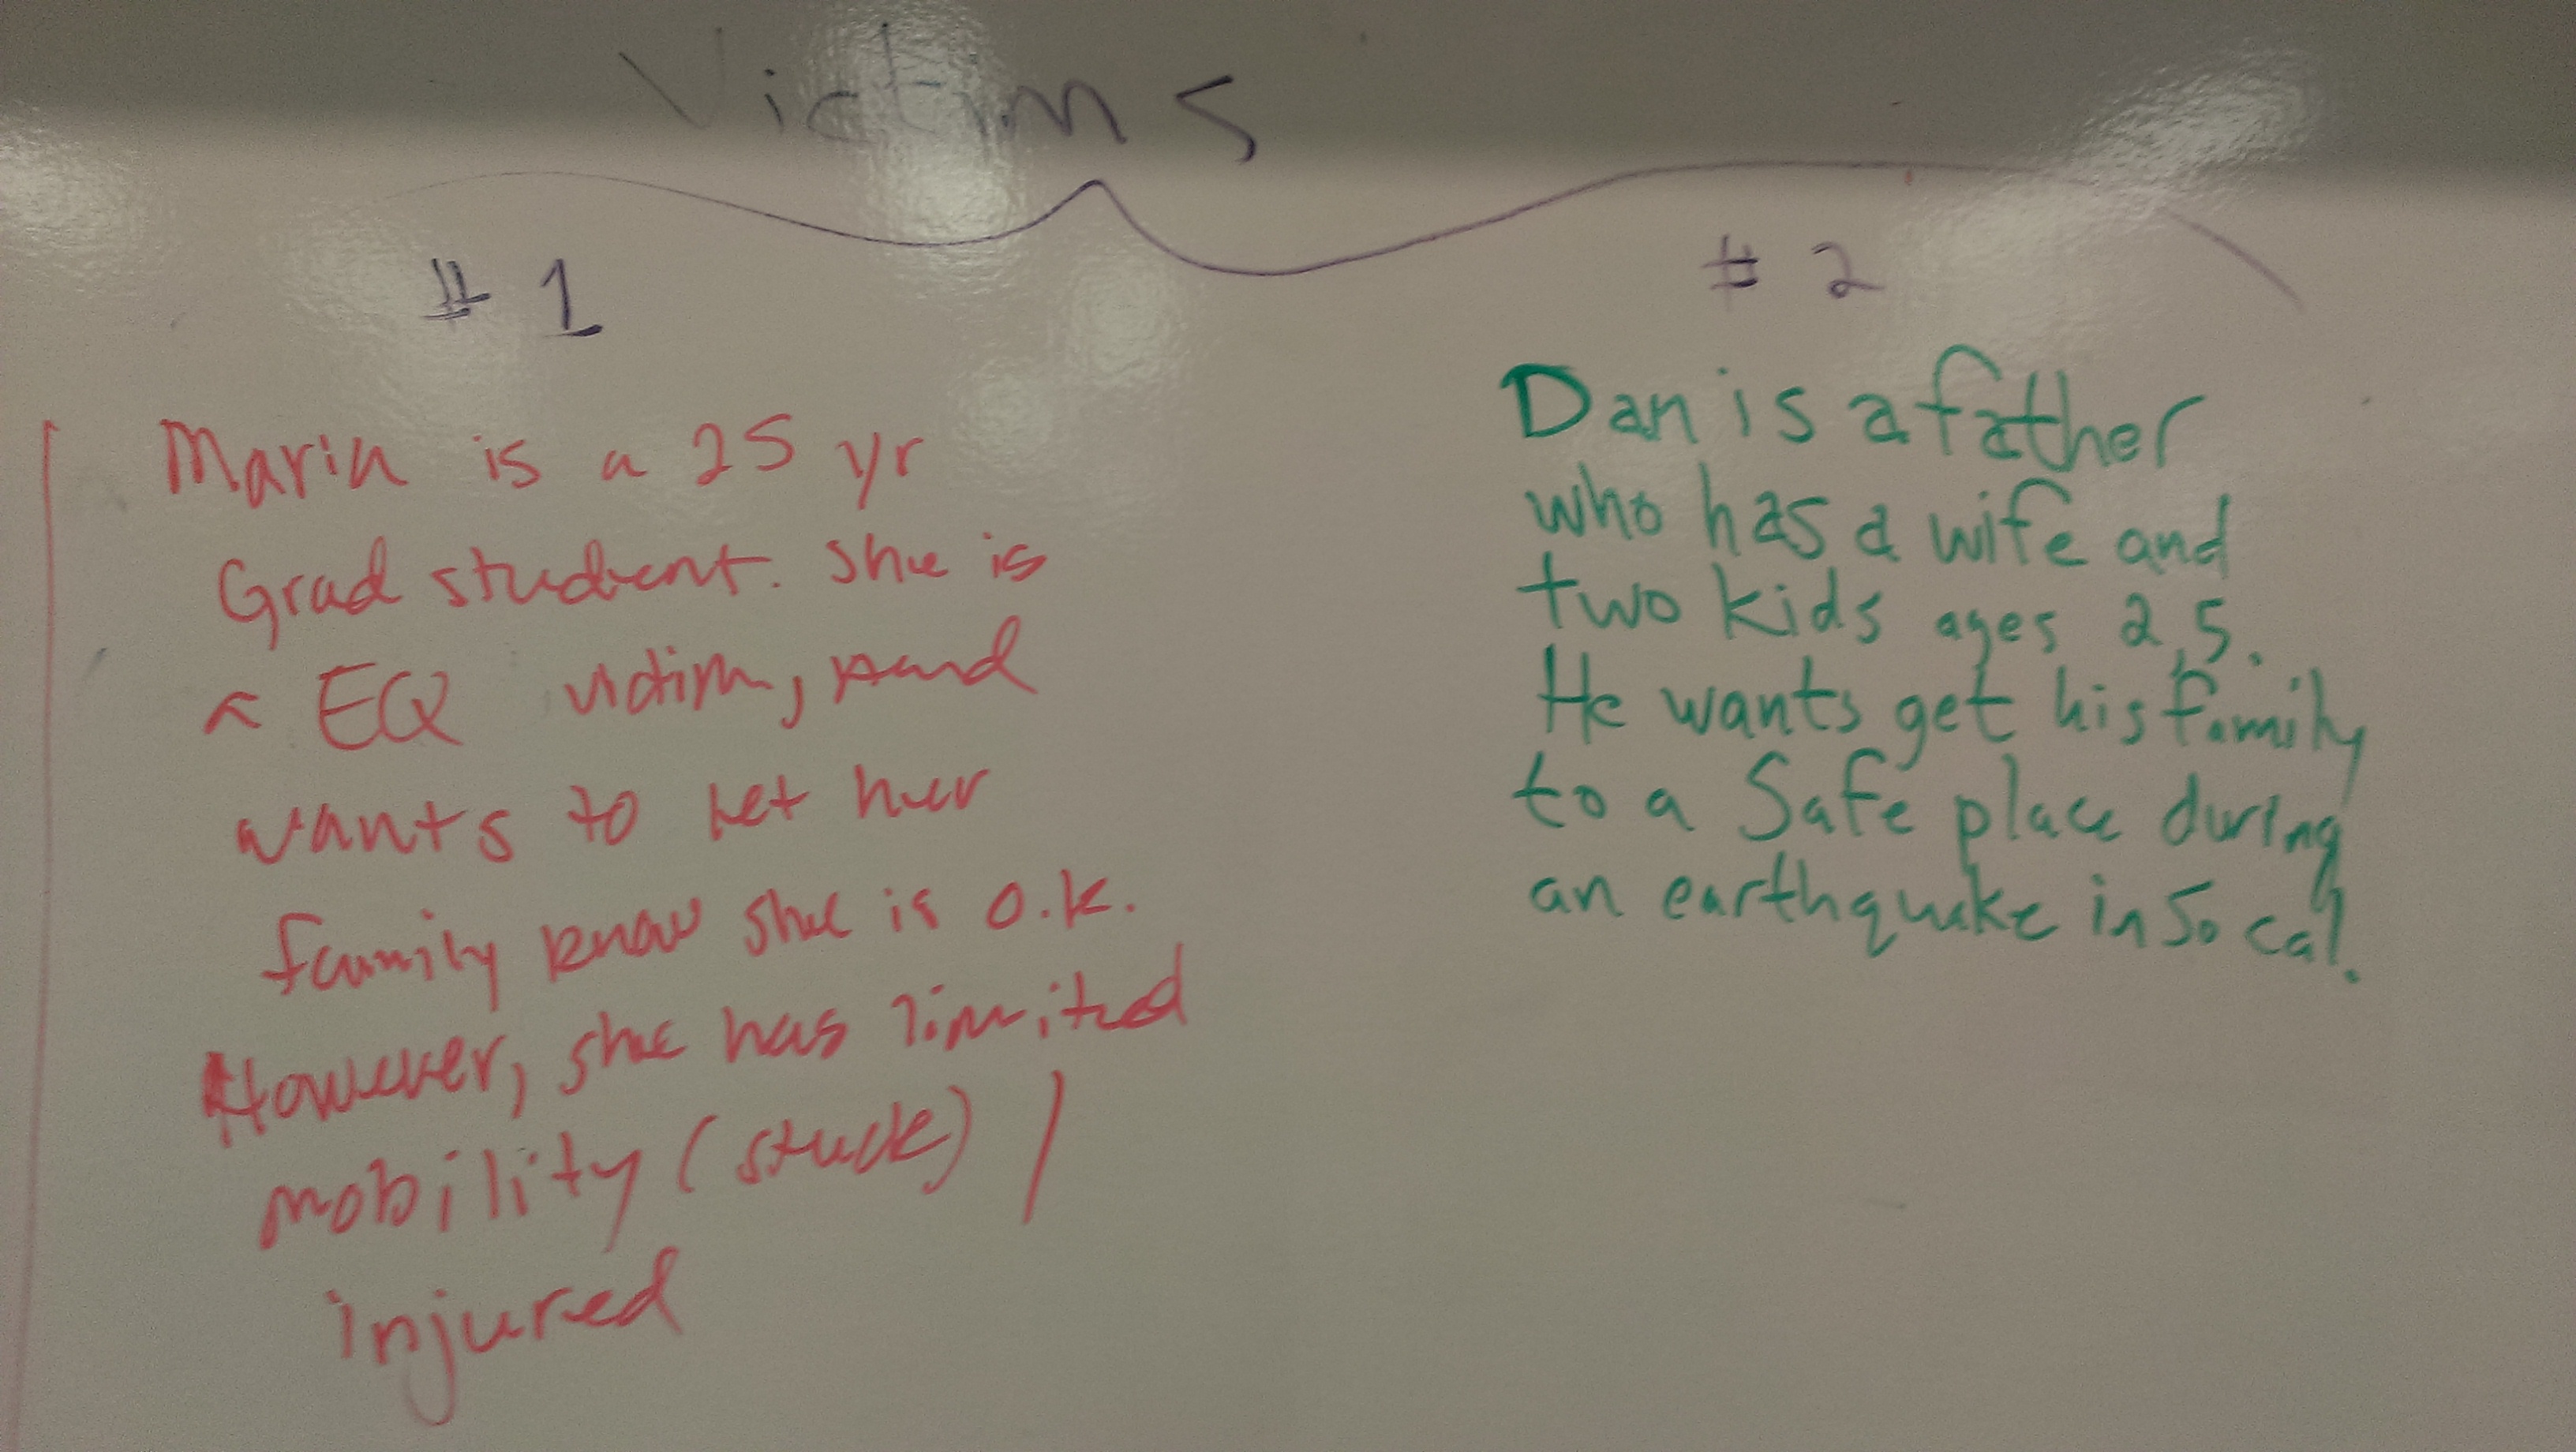 Victims
# 1
Maria is a 25 yr
Grad student. She is
a EQ victim, and
wants to let her
family know she is o.k.
However, she has limited
mobility (stuck) /
injured
# 2
Dan is a father
who has a wife and
two kids ages 2,5.
He wants get his family
to a Safe place during
an earthquake in So Cal.